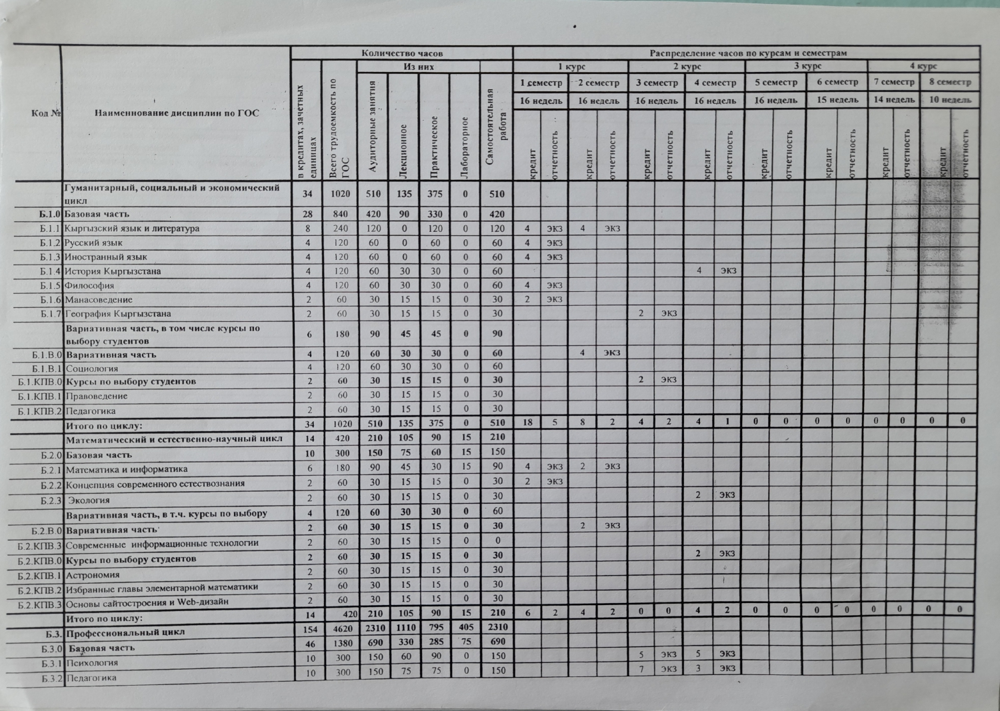 Количество часов Распределение часов по курсам и семестрам
Из них 1 курс 2 курс 3 курс 4 курс
1 семестр 2 семестр 3 семестр 4 семестр 5 семестр 6 семестр 7 семестр 8 семестр
16 недель 16 недель 16 недель 16 недель 16 недель 15 недель 14 недель 10 недель
Код № Наименование дисциплин по ГОС в кредитах, зачетных единицах Всего трудоемкость по ГОС Аудиторные занятия Лекционное Практическое Лабораторное Самостоятельная работа кредит отчетность кредит отчетность кредит отчетность кредит отчетность кредит отчетность кредит отчетность кредит отчетность кредит отчетность
Гуманитарный, социальный и экономический
цикл 34 1020 510 135 375 0 510
Б.1.0 Базовая часть 28 840 420 90 330 0 420
Б.1.1 Кыргызский язык и литература 8 240 120 0 120 0 120 4 экз 4 экз
Б.1.2 Русский язык 4 120 60 0 60 0 60 4 экз
Б.1.3 Иностранный язык 4 120 60 0 60 0 60 4 экз
Б.1.4 История Кыргызстана 4 120 60 30 30 0 60 4 экз
Б.1.5 Философия 4 120 60 30 30 0 60 4 экз
Б.1.6 Манасоведение 2 60 30 15 15 0 30 2 экз
Б.1.7 География Кыргызстана 2 60 30 15 15 0 30 2 экз
Вариативная часть, в том числе курсы по
выбору студентов 6 180 90 45 45 0 90
Б.1.В.0 Вариативная часть 4 120 60 30 30 0 60 4 экз
Б.1.В.1 Социология 4 120 60 30 30 0 60
Б.1.КПВ.0 Курсы по выбору студентов 2 60 30 15 15 0 30 2 экз
Б.1.КПВ.1 Правоведение 2 60 30 15 15 0 30
Б.1.КПВ.2 Педагогика 2 60 30 15 15 0 30
Итого по циклу: 34 1020 510 135 375 0 510 18 5 8 2 4 2 4 1 0 0 0 0 0 0 0 0
Математический и естественно-научный цикл 14 420 210 105 90 15 210
Б.2.0 Базовая часть 10 300 150 75 60 15 150
Б.2.1 Математика и информатика 6 180 90 45 30 15 90 4 экз 2 экз
Б.2.2 Концепция современного естествознания 2 60 30 15 15 0 30 2 экз
Б.2.3 Экология 2 60 30 15 15 0 30 2 экз
Вариативная часть, в т.ч. курсы по выбору 4 120 60 30 30 0 60
Б.2.В.0 Вариативная часть 2 60 30 15 15 0 30 2 экз
Б.2.КПВ.3 Современные информационные технологии 2 60 30 15 15 0 0
Б.2.КПВ.0 Курсы по выбору студентов 2 60 30 15 15 0 30 2 экз
Б.2.КПВ.1 Астрономия 2 60 30 15 15 0 30
Б.2.КПВ.2 Избранные главы элементарной математики 2 60 30 15 15 0 30
Б.2.КПВ.3 Основы сайтостроения и Web-дизайн 2 60 30 15 15 0 30
Итого по циклу: 14 420 210 105 90 15 210 6 2 4 2 0 0 4 2 0 0 0 0 0 0 0 0
Б.3. Профессиональный цикл 154 4620 2310 1110 795 405 2310
Б.3.0 Базовая часть 46 1380 690 330 285 75 690
Б.3.1 Психология 10 300 150 60 90 0 150 5 экз 5 экз
Б.3.2 Педагогика 10 300 150 75 75 0 150 7 экз 3 экз